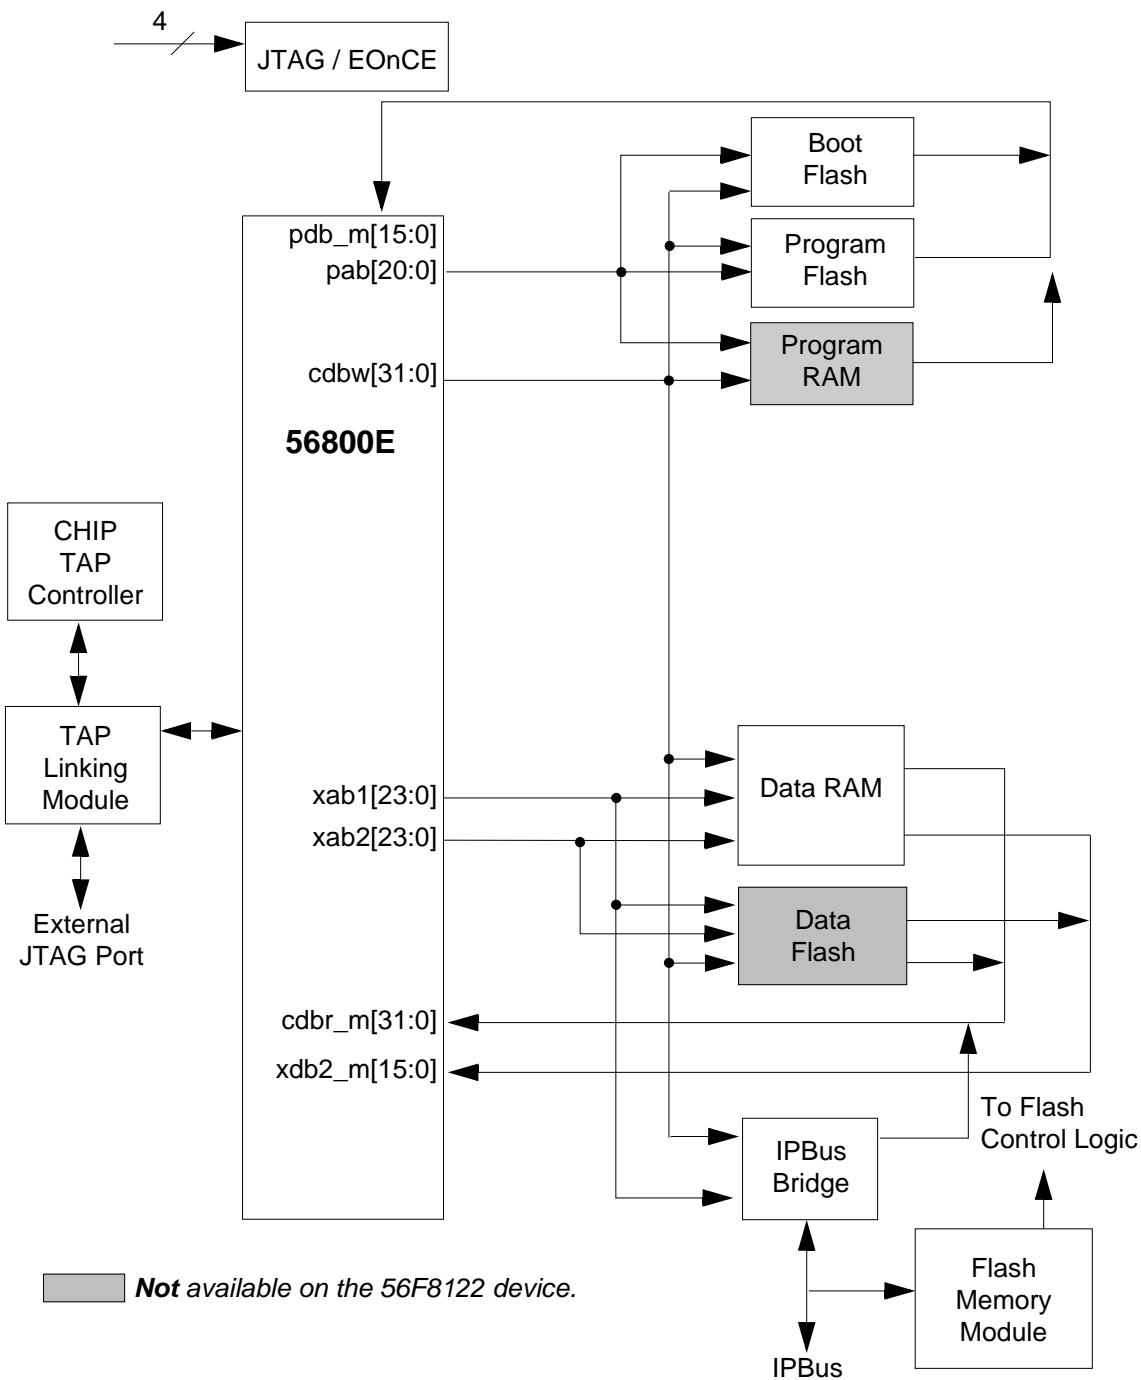 4
JTAG / EOnCE
Boot
Flash
pdb_m[15:0]
pab[20:0]
Program
Flash
Program
RAM
cdbw[31:0]
56800E
CHIP
TAP
Controller
TAP
Linking
Module
External
JTAG Port
xab1[23:0]
xab2[23:0]
Data RAM
Data
Flash
cdbr_m[31:0]
xdb2_m[15:0]
To Flash
Control Logic
IPBus
Bridge
Flash
Memory
Module
IPBus
Not available on the 56F8122 device.